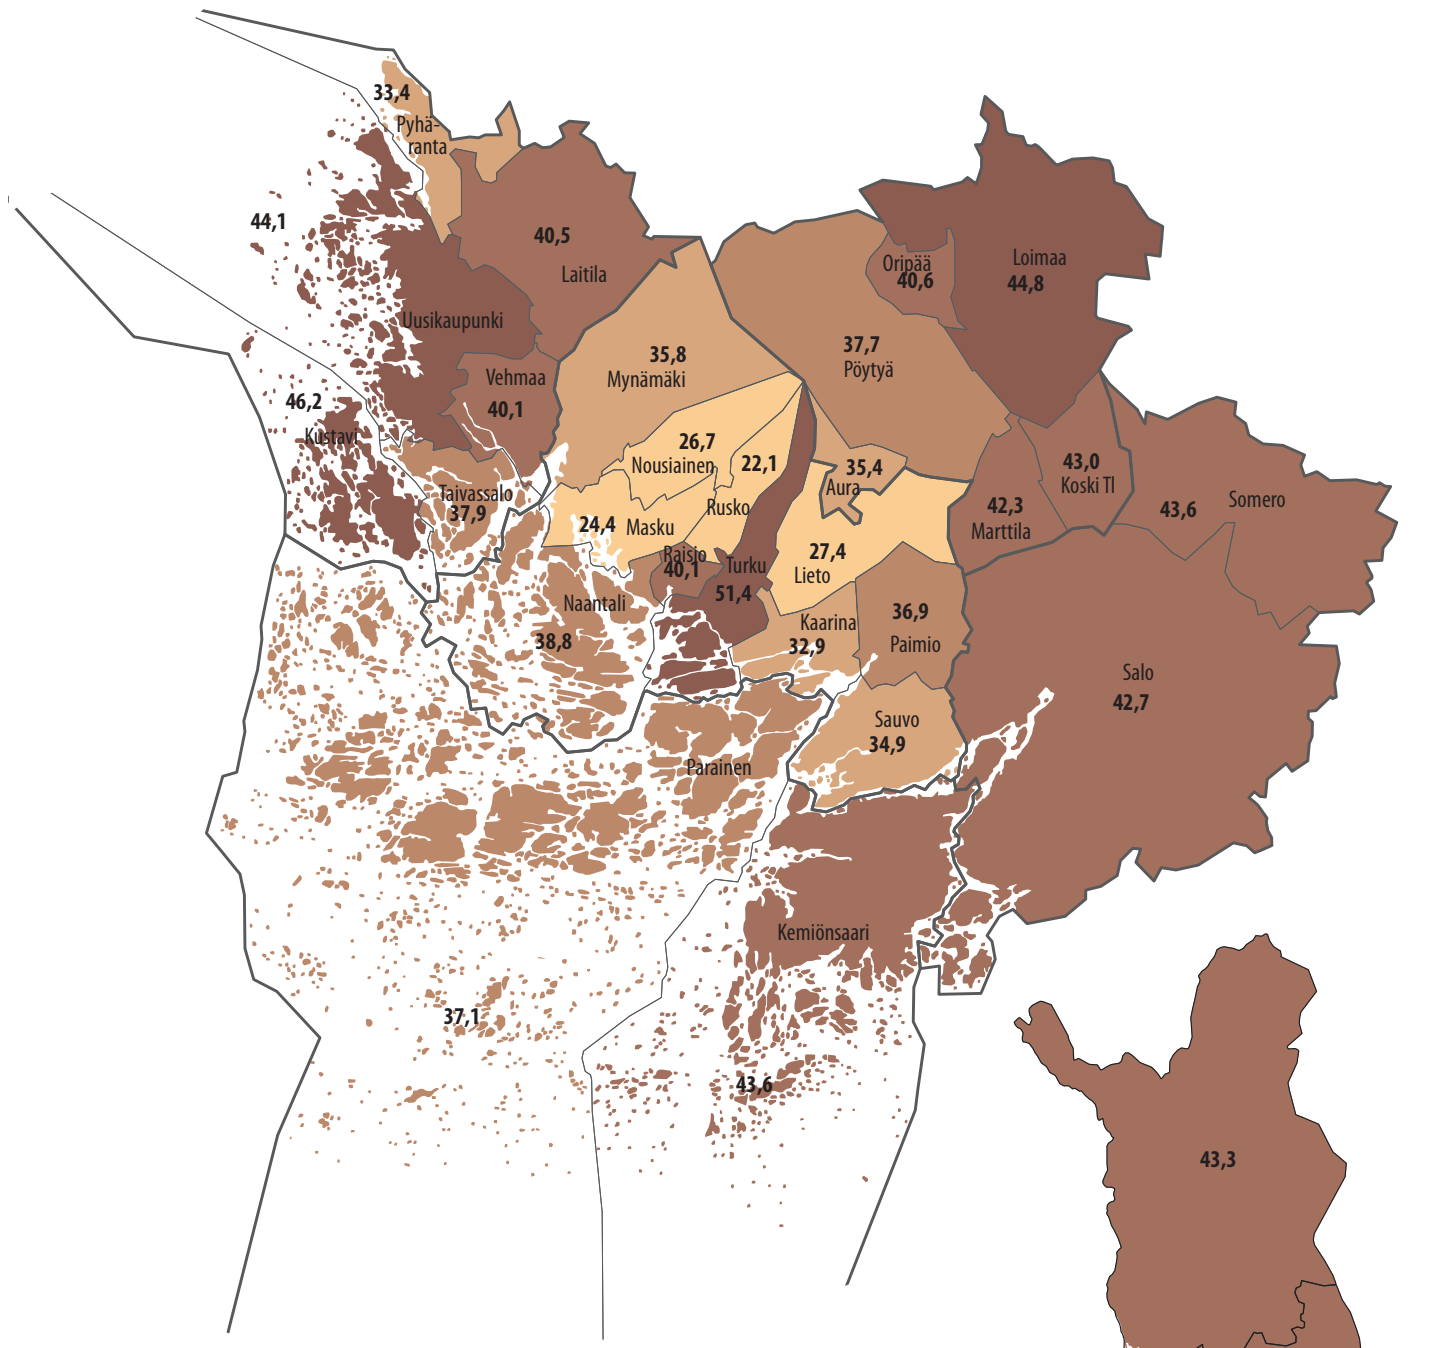 33,4
Pyhä-
ranta
44,1
40,5
Laitila
Uusikaupunki
Oripää
40,6
Loimaa
44,8
35,8
Mynämäki
37,7
Pöytyä
Vehmaa
40,1
46,2
Kustavi
26,7
Nousiainen
22,1
Rusko
35,4
Aura
43,0
Koski Tl
42,3
Marttila
43,6
Somero
Taivassalo
37,9
24,4
Masku
Raisio
40,1
Turku
51,4
27,4
Lieto
Naantali
38,8
Kaarina
32,9
36,9
Paimio
Salo
42,7
Sauvo
34,9
Parainen
Kemiönsaari
37,1
43,6
43,3